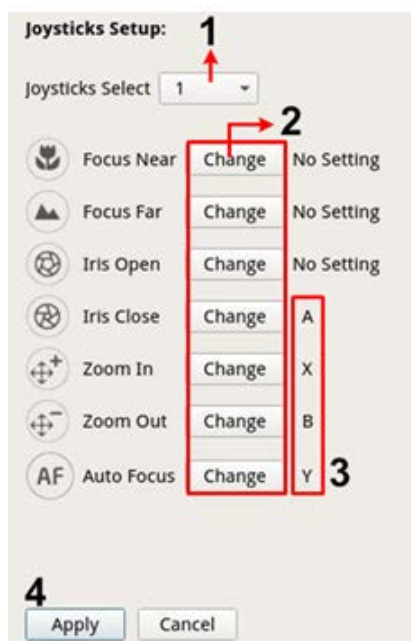 Joysticks Setup:
1
Joysticks Select 1
2
Focus Near Change No Setting
Focus Far Change No Setting
Iris Open Change No Setting
Iris Close Change A
Zoom In Change X
Zoom Out Change B
AF Auto Focus Change Y
3
4
Apply Cancel